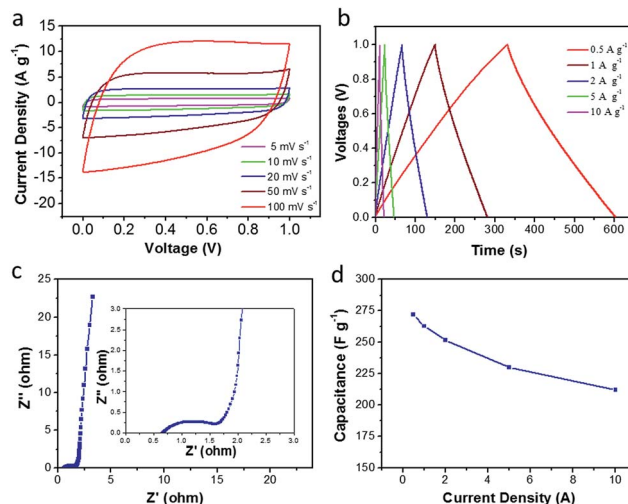 a
15
10
5
0
-5
-10
-15
-20
Current Density (A g⁻¹)
0.0 0.2 0.4 0.6 0.8 1.0
Voltage (V)
5 mV s⁻¹
10 mV s⁻¹
20 mV s⁻¹
50 mV s⁻¹
100 mV s⁻¹
b
1.0
0.8
0.6
0.4
0.2
0.0
Voltages (V)
0 100 200 300 400 500 600
Time (s)
0.5 A g⁻¹
1 A g⁻¹
2 A g⁻¹
5 A g⁻¹
10 A g⁻¹
c
25
20
15
10
5
0
Z'' (ohm)
0 5 10 15 20
Z' (ohm)
3.0
2.5
2.0
1.5
1.0
0.5
0.0
Z'' (ohm)
0.0 0.5 1.0 1.5 2.0 2.5 3.0
Z' (ohm)
d
300
275
250
225
200
175
150
Capacitance (F g⁻¹)
0 2 4 6 8 10
Current Density (A)